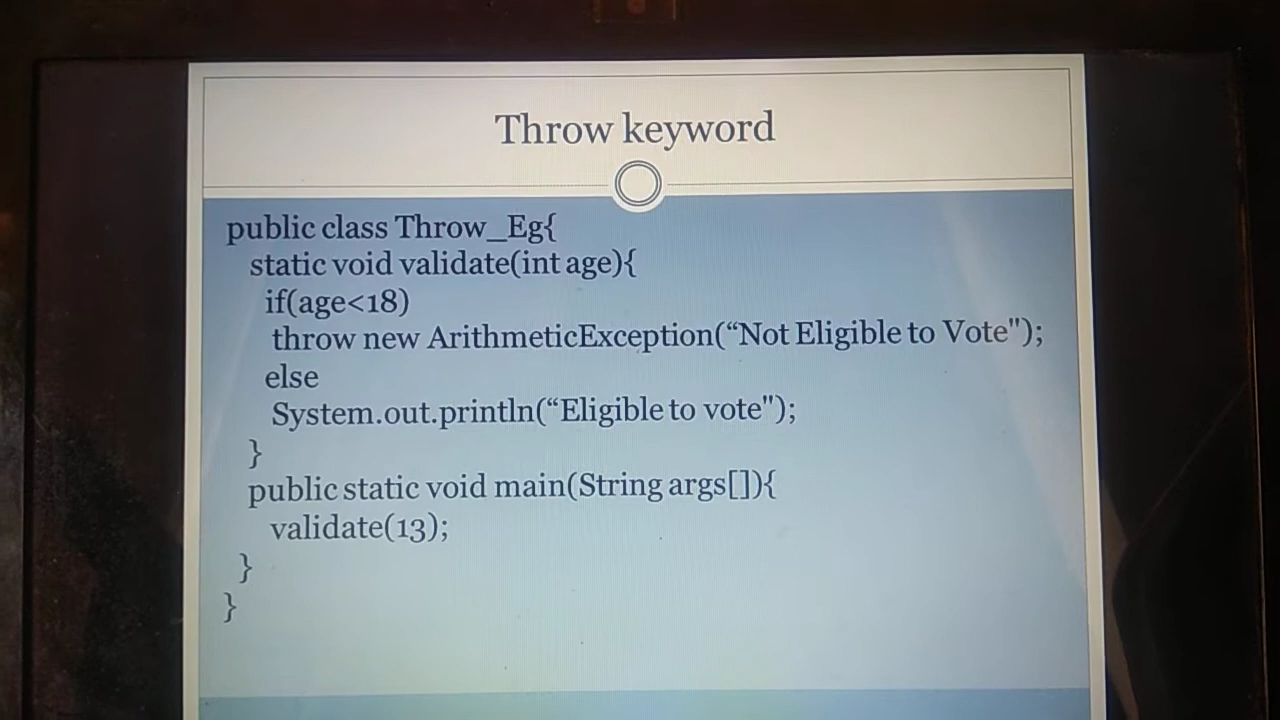 Throw keyword
public class Throw_Eg{
static void validate(int age){
if(age<18)
throw new ArithmeticException(“Not Eligible to Vote");
else
System.out.println(“Eligible to vote");
}
public static void main(String args[]){
validate(13);
}
}